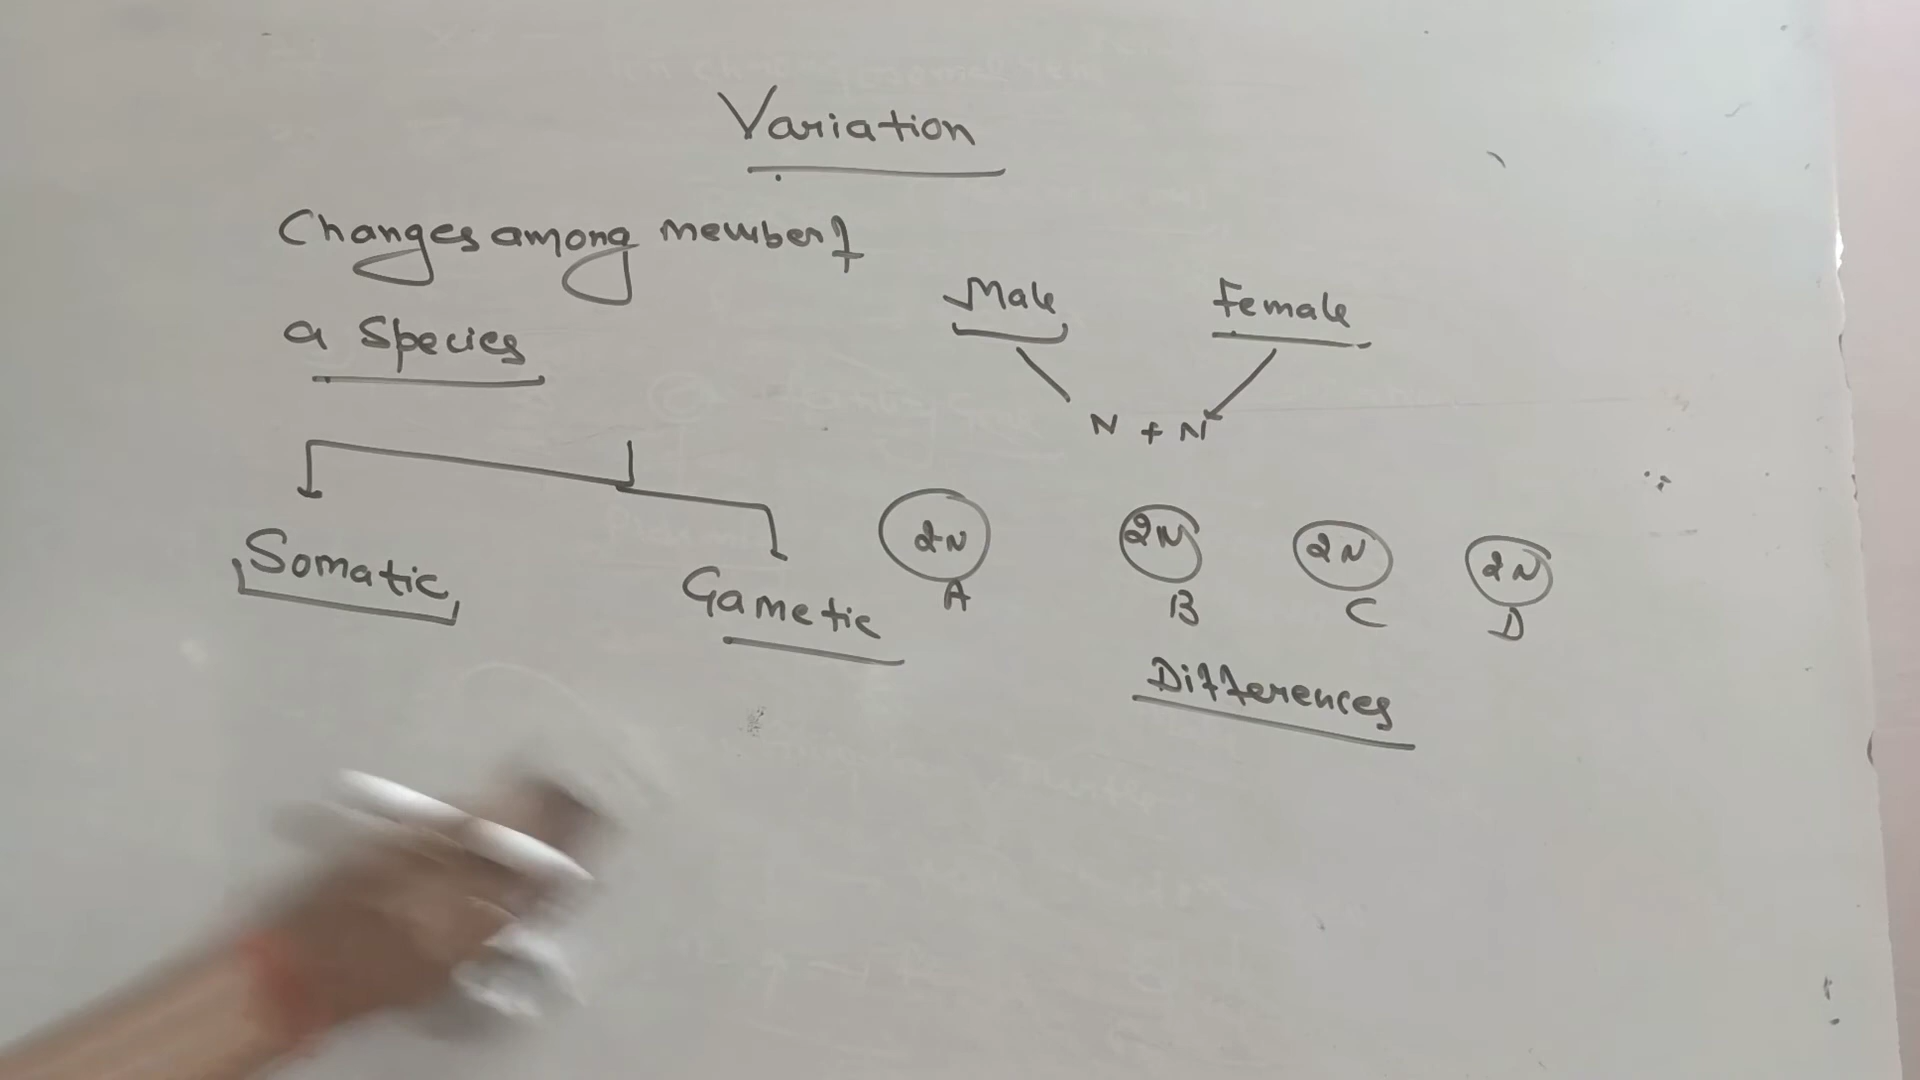 Variation
Changes among member of
a Species
Male Female
N + N
2N 2N 2N 2N
A B C D
Somatic
Gametic
Differences